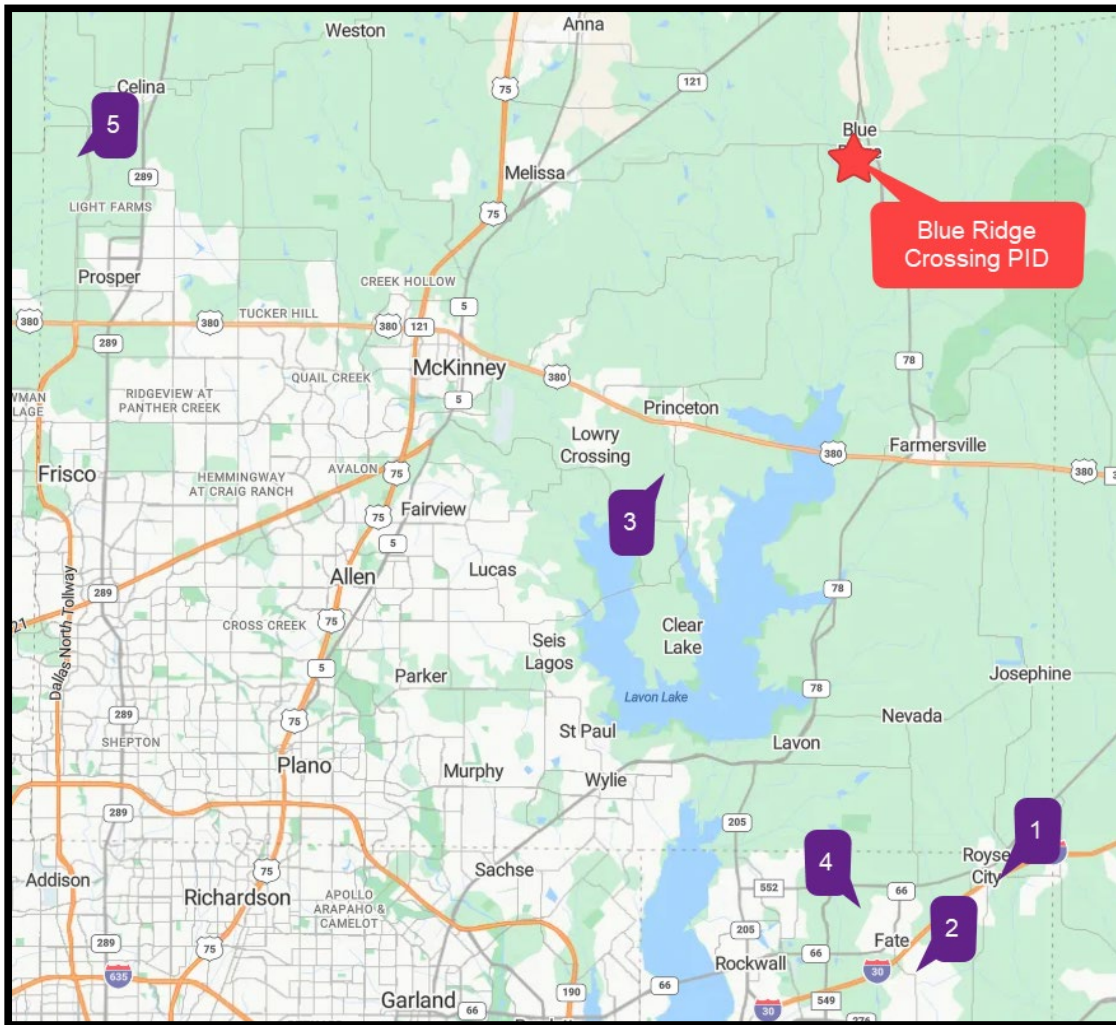 Weston
Anna
121
75
Celina
5
Blue
289
Melissa
LIGHT FARMS
75
Blue Ridge
Crossing PID
Prosper
CREEK HOLLOW
5
TUCKER HILL
380
380
380
121
289
McKinney
78
QUAIL CREEK
380
RIDGEVIEW AT
PANTHER CREEK
5
Princeton
Lowry
Crossing
Farmersville
380
380
Frisco
AVALON
75
HEMMINGWAY
AT CRAIG RANCH
3
Fairview
75
5
Allen
Lucas
78
289
75
CROSS CREEK
Dallas North Tollway
Seis
Lagos
Clear
Lake
5
Parker
Josephine
78
Lavon Lake
289
75
Nevada
SHEPTON
St Paul
Lavon
Plano
Murphy
Wylie
289
205
1
4
Royse
City
Sachse
Addison
75
552
66
Richardson
APOLLO
ARAPAHO &
CAMELOT
2
289
75
205
Fate
66
Rockwall
635
30
190
66
549
Garland
66
30